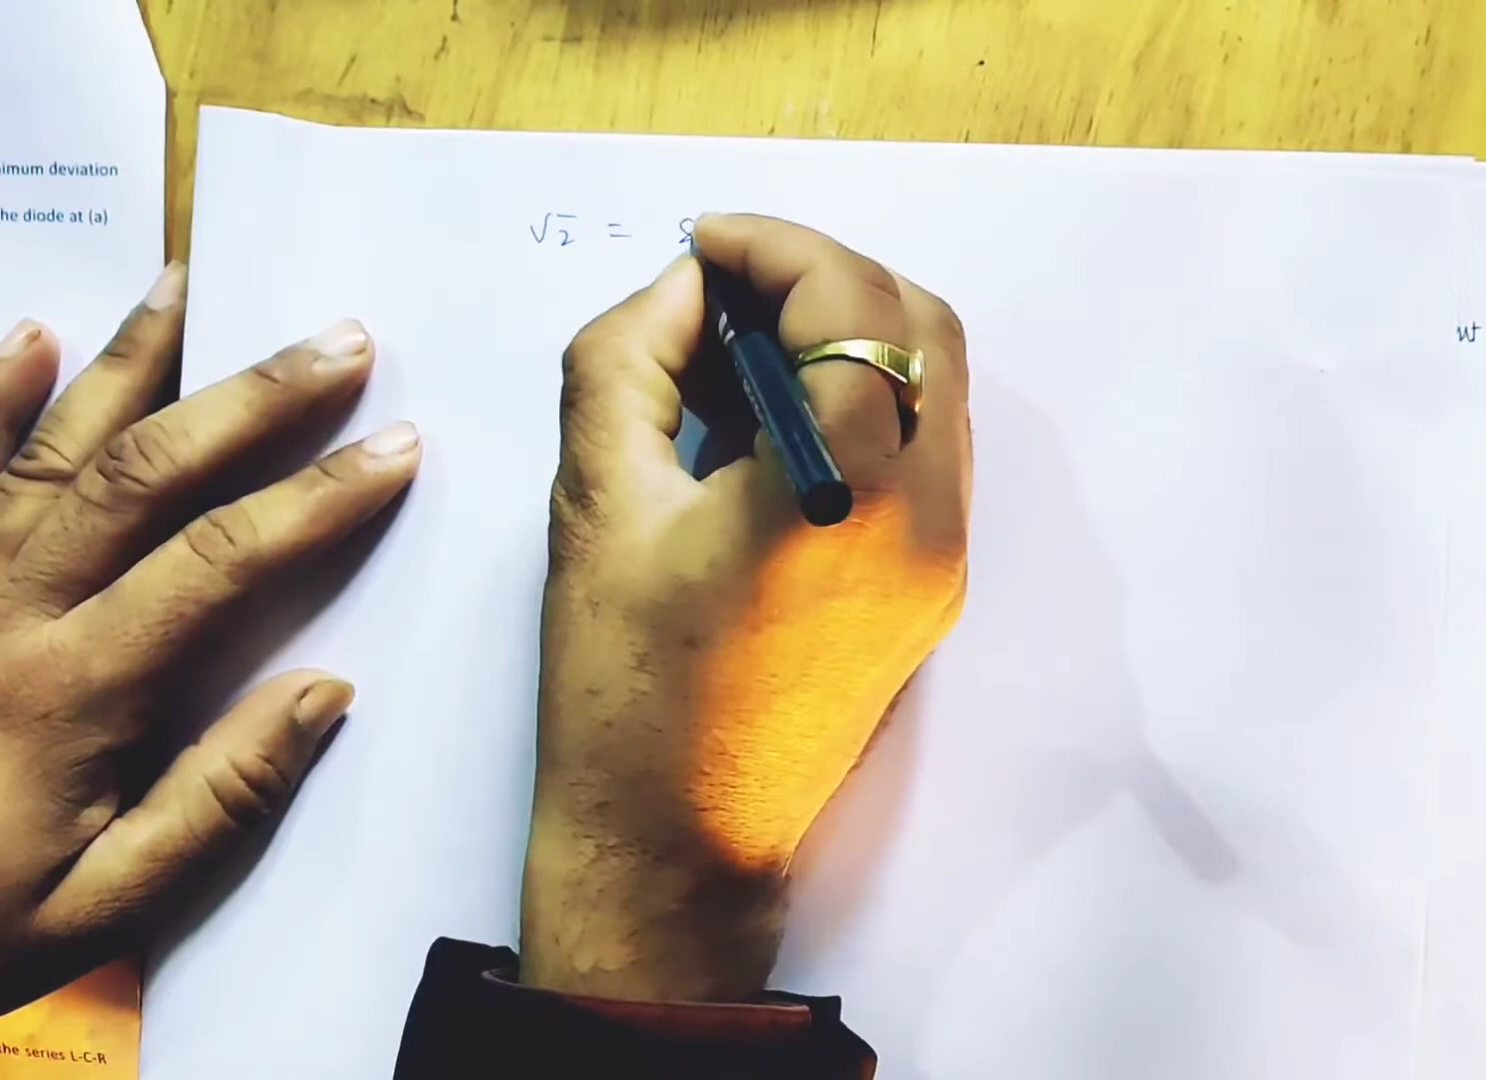 imum deviation
he diode at (a)
√2 =
he series L-C-R